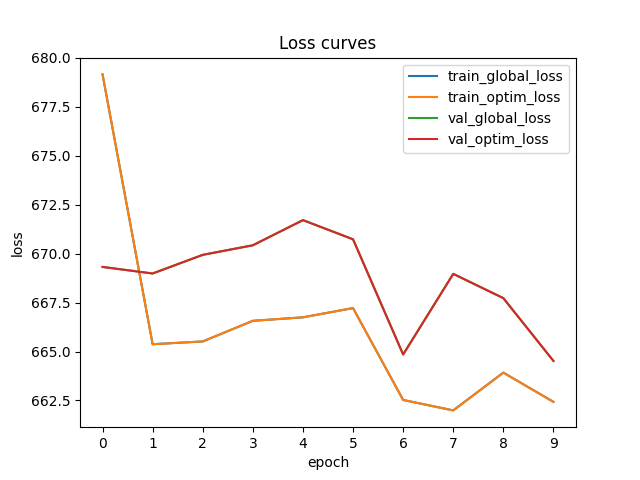 Loss curves
680.0
677.5
675.0
672.5
670.0
667.5
665.0
662.5
loss
train_global_loss
train_optim_loss
val_global_loss
val_optim_loss
0 1 2 3 4 5 6 7 8 9
epoch